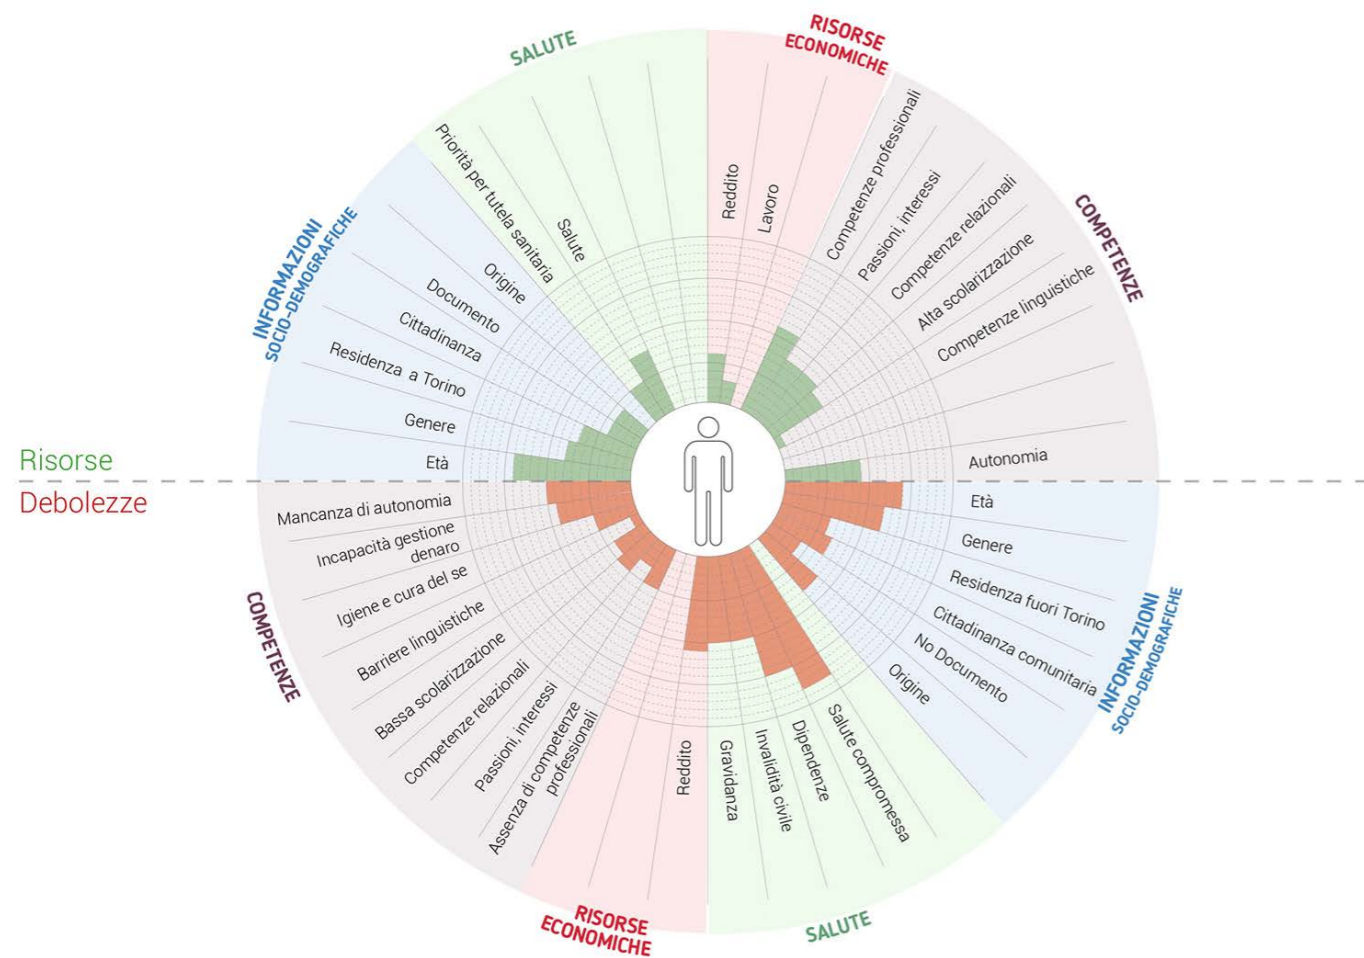 SALUTE
RISORSE
ECONOMICHE
Priorità per tutela sanitaria
Salute
Reddito
Lavoro
Competenze professionali
Passioni, interessi
Competenze relazionali
Alta scolarizzazione
Competenze linguistiche
COMPETENZE
INFORMAZIONI
SOCIO-DEMOGRAFICHE
Origine
Documento
Cittadinanza
Residenza a Torino
Genere
Età
Autonomia
Risorse
Debolezze
Mancanza di autonomia
Incapacità gestione
denaro
Igiene e cura del se
Barriere linguistiche
Bassa scolarizzazione
Competenze relazionali
Passioni, interessi
Assenza di competenze
professionali
COMPETENZE
Reddito
RISORSE
ECONOMICHE
Gravidanza
Invalidità civile
Dipendenze
Salute compromessa
SALUTE
Età
Genere
Residenza fuori Torino
Cittadinanza comunitaria
No Documento
Origine
INFORMAZIONI
SOCIO-DEMOGRAFICHE